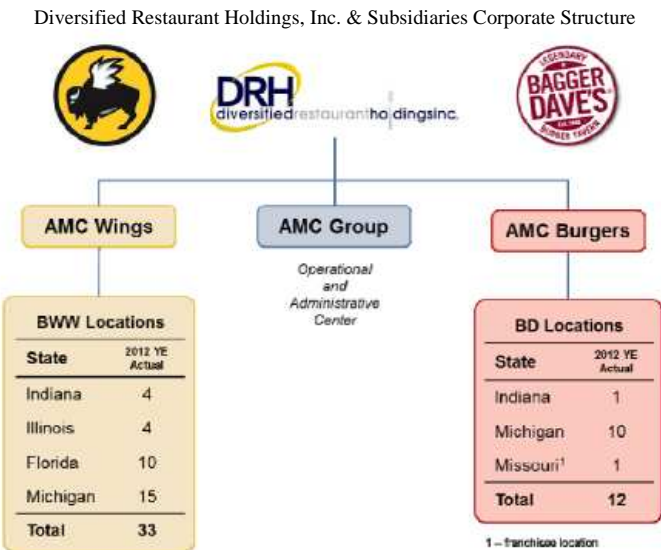 Diversified Restaurant Holdings, Inc. & Subsidiaries Corporate Structure
DRH
diversifiedrestaurantholdingsinc.
LEGENDARY
BAGGER
DAVE'S
BURGER TAVERN
AMC Wings
AMC Group
AMC Burgers
Operational
and
Administrative
Center
BWW Locations
State 2012 YE Actual
Indiana 4
Illinois 4
Florida 10
Michigan 15
Total 33
BD Locations
State 2012 YE Actual
Indiana 1
Michigan 10
Missouri¹ 1
Total 12
1 – franchisee location